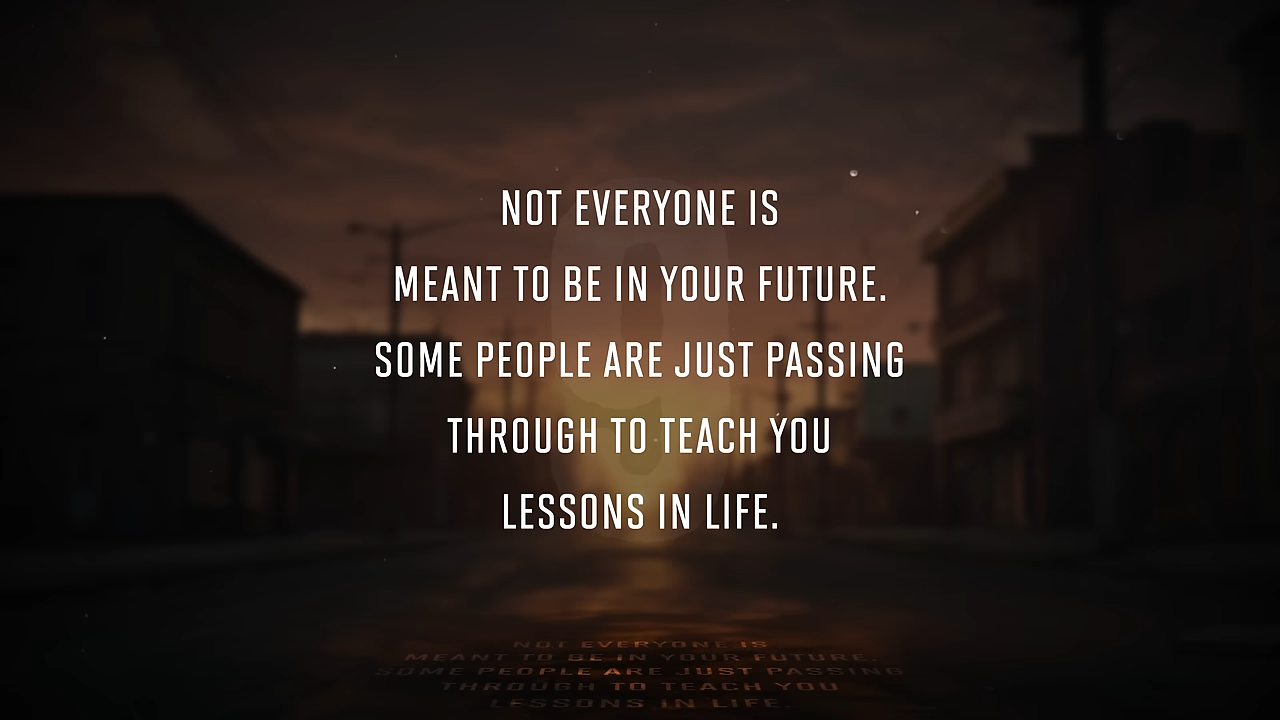 9
NOT EVERYONE IS
MEANT TO BE IN YOUR FUTURE.
SOME PEOPLE ARE JUST PASSING
THROUGH TO TEACH YOU
LESSONS IN LIFE.
NOT EVERYONE IS
MEANT TO BE IN YOUR FUTURE.
SOME PEOPLE ARE JUST PASSING
THROUGH TO TEACH YOU
LESSONS IN LIFE.